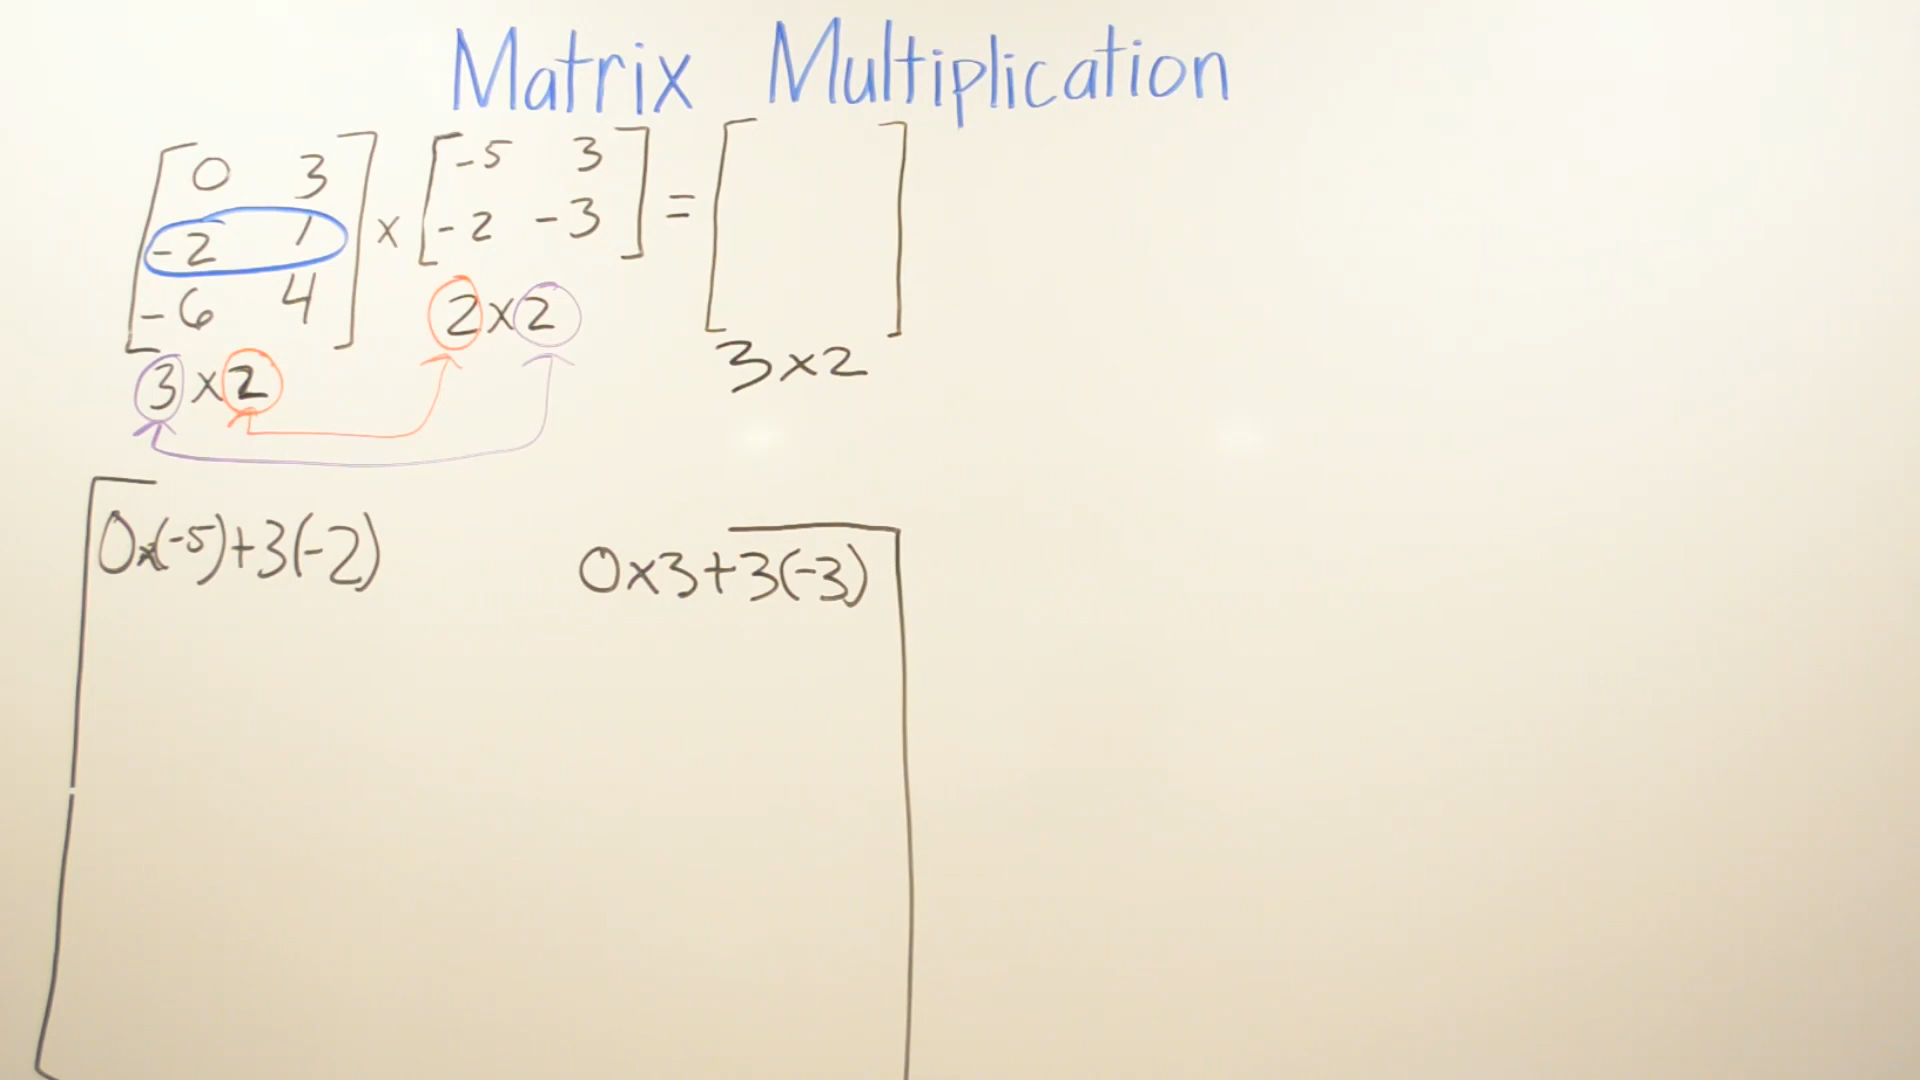 Matrix Multiplication
[0 3
-2 1
-6 4] x [-5 3
-2 -3] = [ ]
3x2 2x2 3x2
0x(-5)+3(-2) 0x3+3(-3)